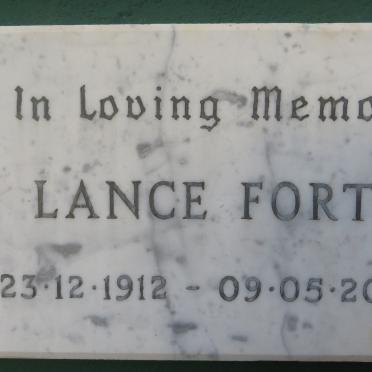 In Loving Memo
LANCE FORT
23·12·1912 - 09·05·20